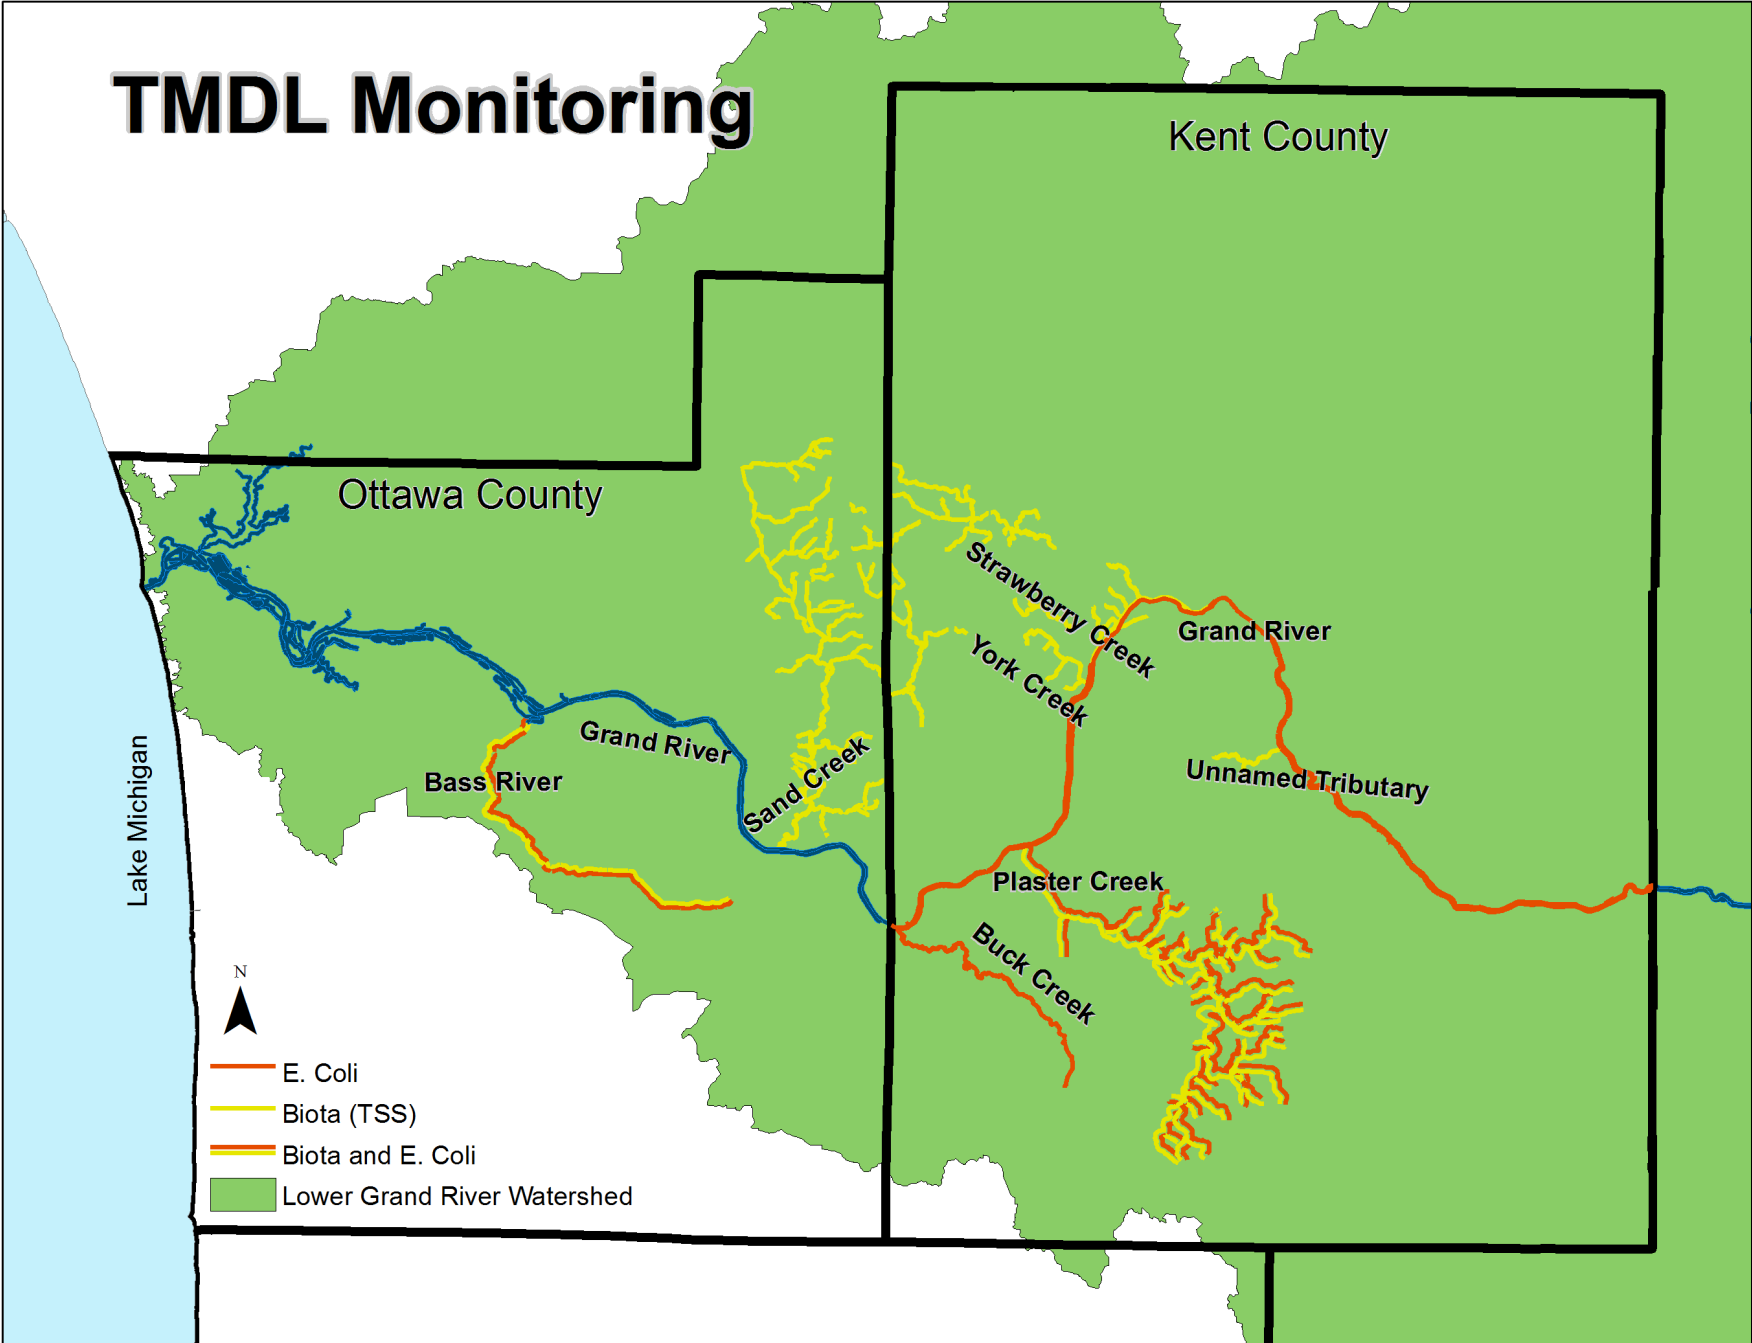 TMDL Monitoring
Kent County
Ottawa County
Strawberry Creek
Grand River
York Creek
Grand River
Sand Creek
Bass River
Unnamed Tributary
Lake Michigan
Plaster Creek
Buck Creek
N
E. Coli
Biota (TSS)
Biota and E. Coli
Lower Grand River Watershed